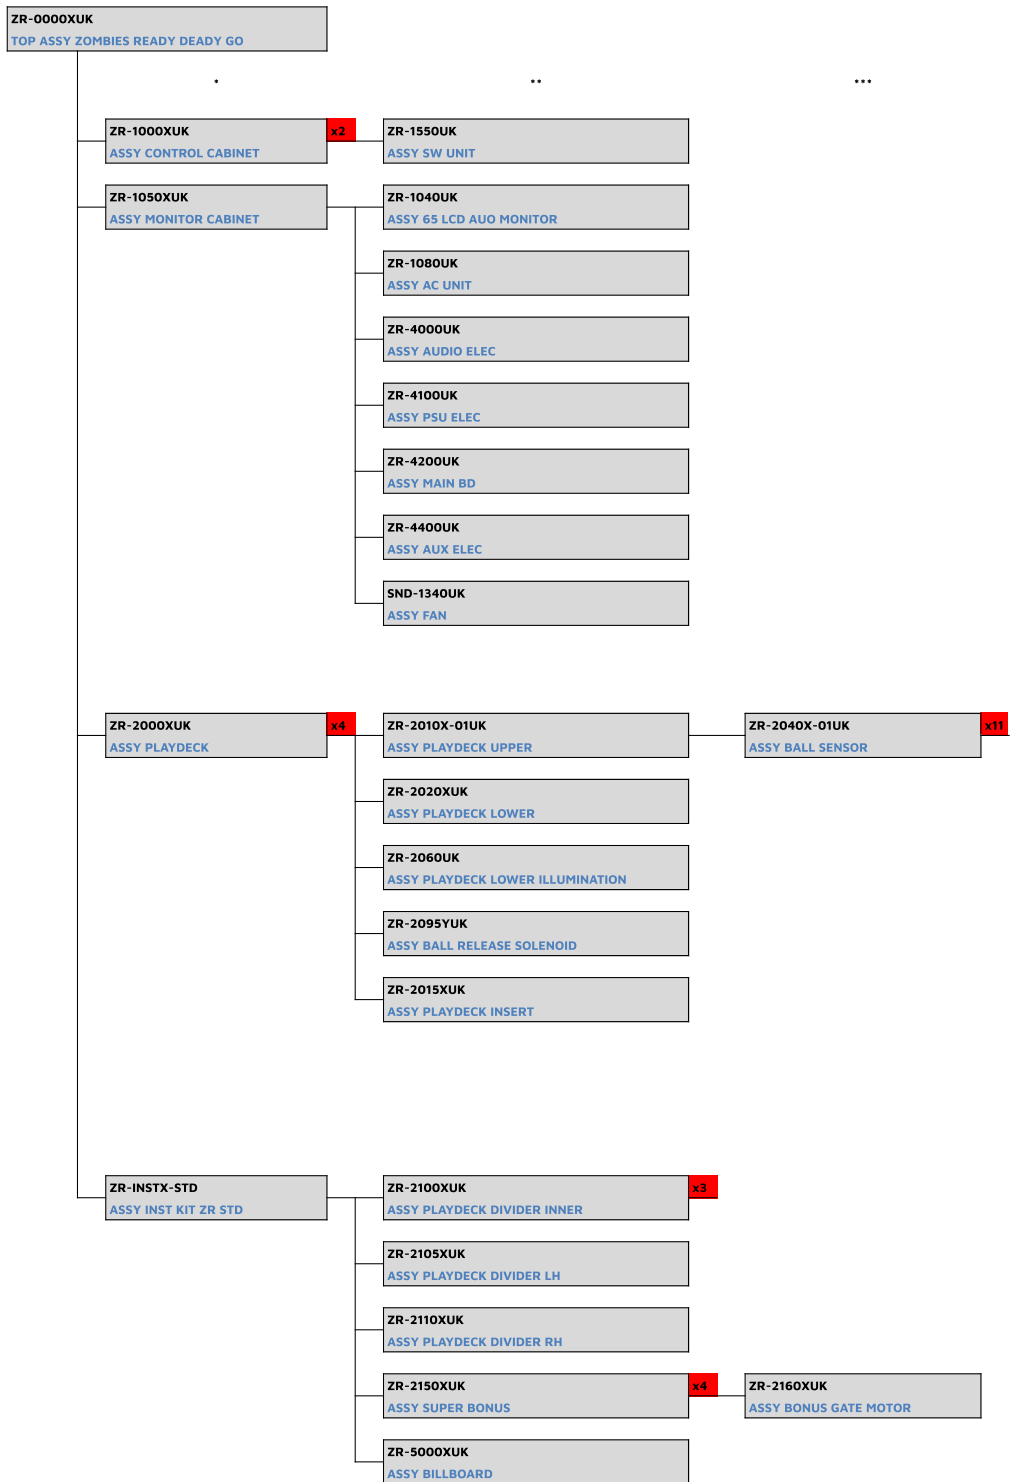 ZR-0000XUK
TOP ASSY ZOMBIES READY DEADY GO
• •• •••
ZR-1000XUK x2 ZR-1550UK
ASSY CONTROL CABINET ASSY SW UNIT
ZR-1050XUK ZR-1040UK
ASSY MONITOR CABINET ASSY 65 LCD AUO MONITOR
ZR-1080UK
ASSY AC UNIT
ZR-4000UK
ASSY AUDIO ELEC
ZR-4100UK
ASSY PSU ELEC
ZR-4200UK
ASSY MAIN BD
ZR-4400UK
ASSY AUX ELEC
SND-1340UK
ASSY FAN
ZR-2000XUK x4 ZR-2010X-01UK ZR-2040X-01UK x11
ASSY PLAYDECK ASSY PLAYDECK UPPER ASSY BALL SENSOR
ZR-2020XUK
ASSY PLAYDECK LOWER
ZR-2060UK
ASSY PLAYDECK LOWER ILLUMINATION
ZR-2095YUK
ASSY BALL RELEASE SOLENOID
ZR-2015XUK
ASSY PLAYDECK INSERT
ZR-INSTX-STD ZR-2100XUK x3
ASSY INST KIT ZR STD ASSY PLAYDECK DIVIDER INNER
ZR-2105XUK
ASSY PLAYDECK DIVIDER LH
ZR-2110XUK
ASSY PLAYDECK DIVIDER RH
ZR-2150XUK x4 ZR-2160XUK
ASSY SUPER BONUS ASSY BONUS GATE MOTOR
ZR-5000XUK
ASSY BILLBOARD